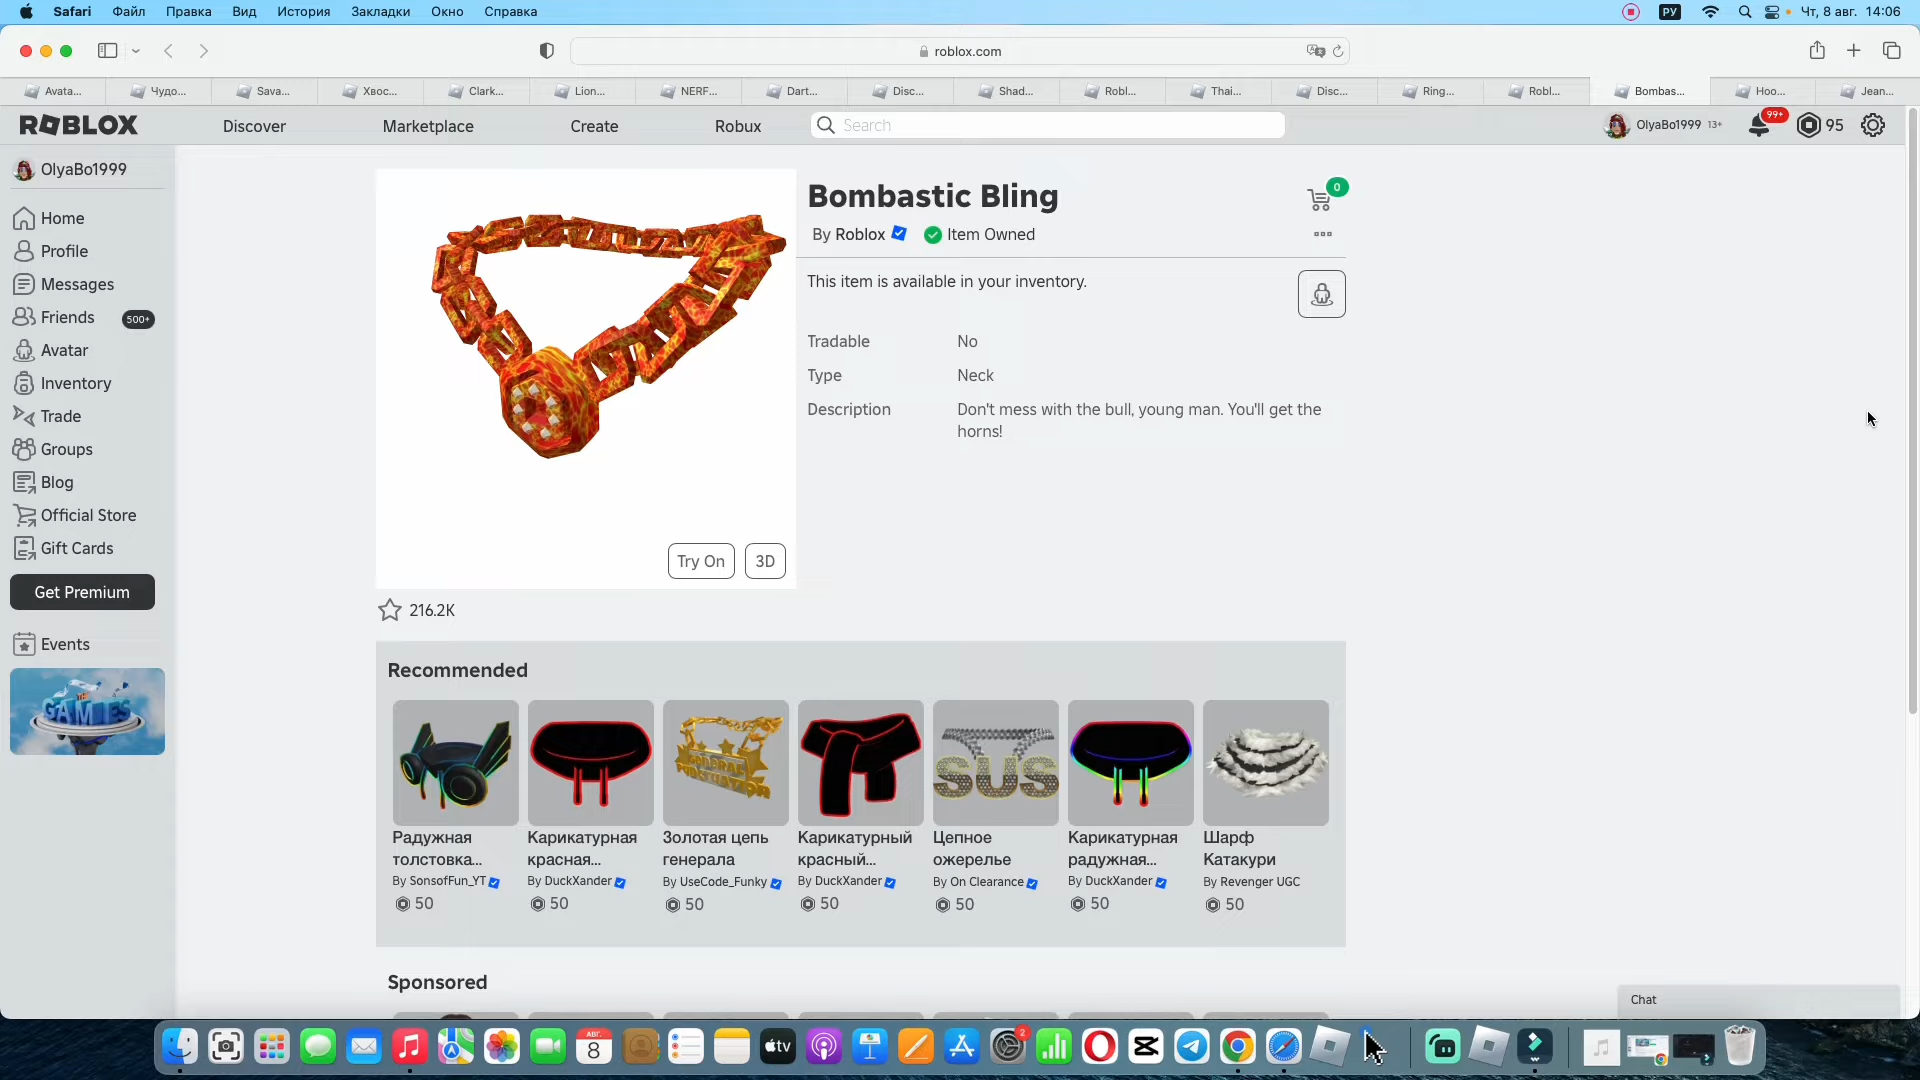 Safari Файл Правка Вид История Закладки Окно Справка РУ Чт, 8 авг. 14:06
roblox.com
Avata... Чудо... Sava... Хвос... Clark... Lion... NERF... Dart... Disc... Shad... Robl... Thai... Disc... Ring... Robl... Bombas... Hoo... Jean...
ROBLOX Discover Marketplace Create Robux Search OlyaBo1999 13+ 99+ 95
OlyaBo1999
Home
Profile
Messages
Friends 500+
Avatar
Inventory
Trade
Groups
Blog
Official Store
Gift Cards
Get Premium
Events
GAMES
Bombastic Bling
0
By Roblox Item Owned
This item is available in your inventory.
Tradable No
Type Neck
Description Don't mess with the bull, young man. You'll get the
horns!
Try On 3D
216.2K
Recommended
SUS
Радужная Карикатурная Золотая цепь Карикатурный Цепное Карикатурная Шарф
толстовка... красная... генерала красный... ожерелье радужная... Катакури
By SonsofFun_YT By DuckXander By UseCode_Funky By DuckXander By On Clearance By DuckXander By Revenger UGC
50 50 50 50 50 50 50
Sponsored
Chat
АВГ.
8
tv
2